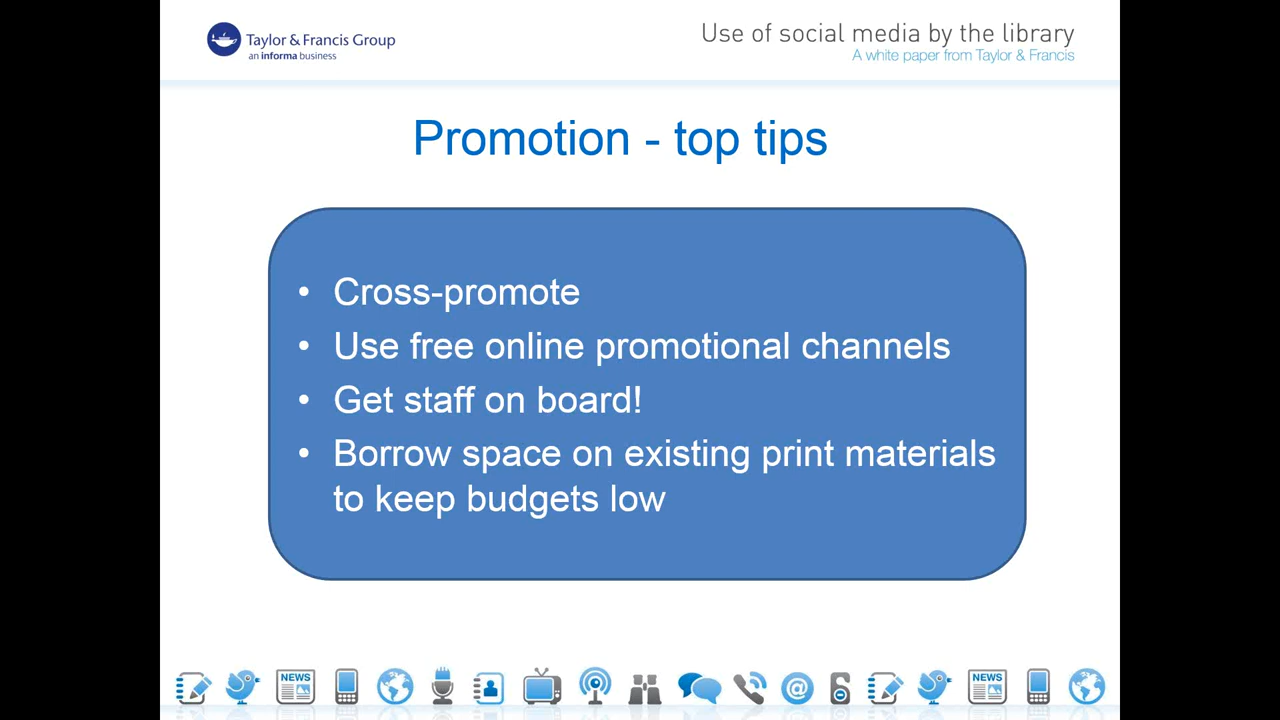 Taylor & Francis Group
an informa business
Use of social media by the library
A white paper from Taylor & Francis
Promotion - top tips
• Cross-promote
• Use free online promotional channels
• Get staff on board!
• Borrow space on existing print materials
to keep budgets low
NEWS
@
NEWS